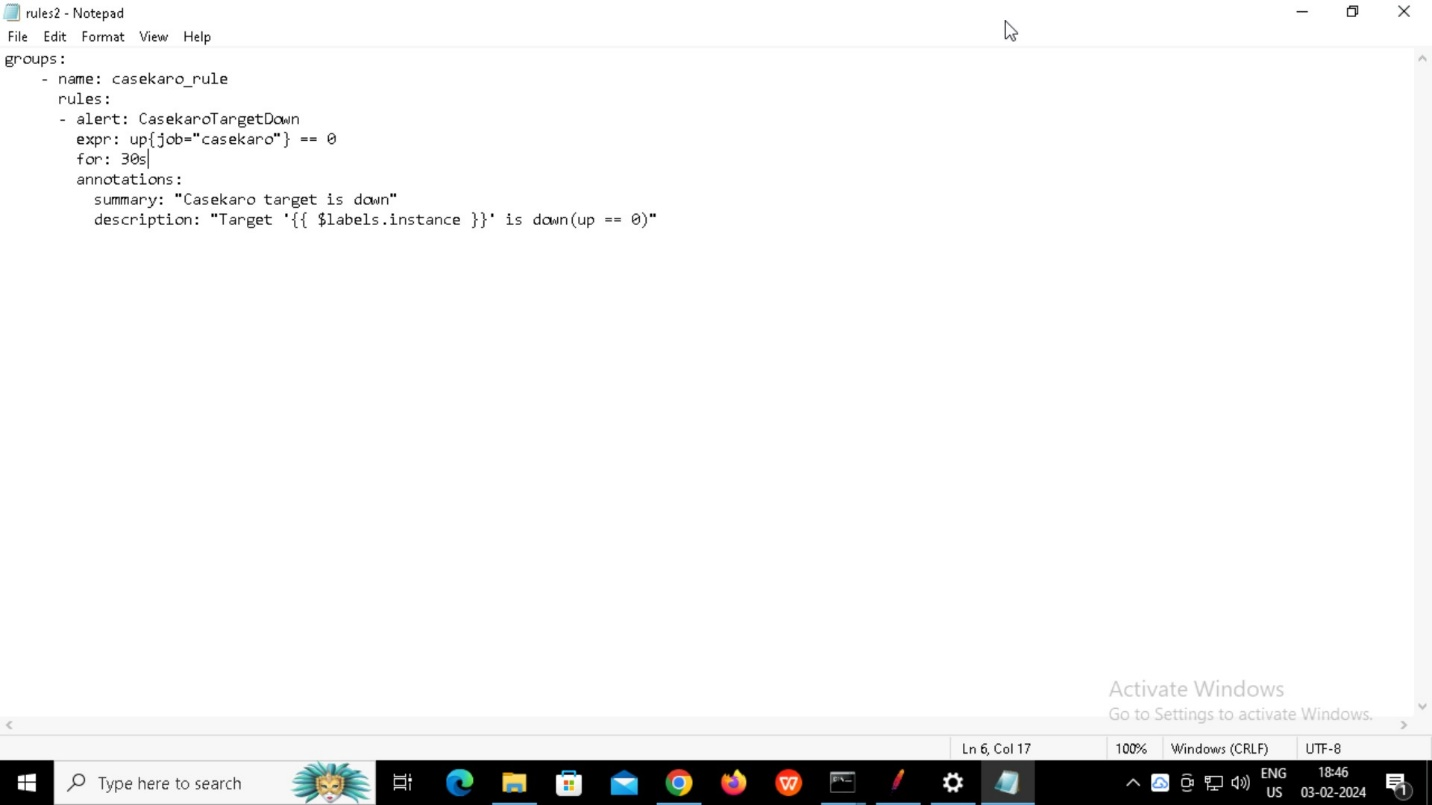 rules2 - Notepad
File Edit Format View Help
groups:
    - name: casekaro_rule
      rules:
      - alert: CasekaroTargetDown
        expr: up{job="casekaro"} == 0
        for: 30s
        annotations:
          summary: "Casekaro target is down"
          description: "Target '{{ $labels.instance }}' is down(up == 0)"
Activate Windows
Go to Settings to activate Windows.
Ln 6, Col 17 100% Windows (CRLF) UTF-8
Type here to search
ENG 18:46
US 03-02-2024
1